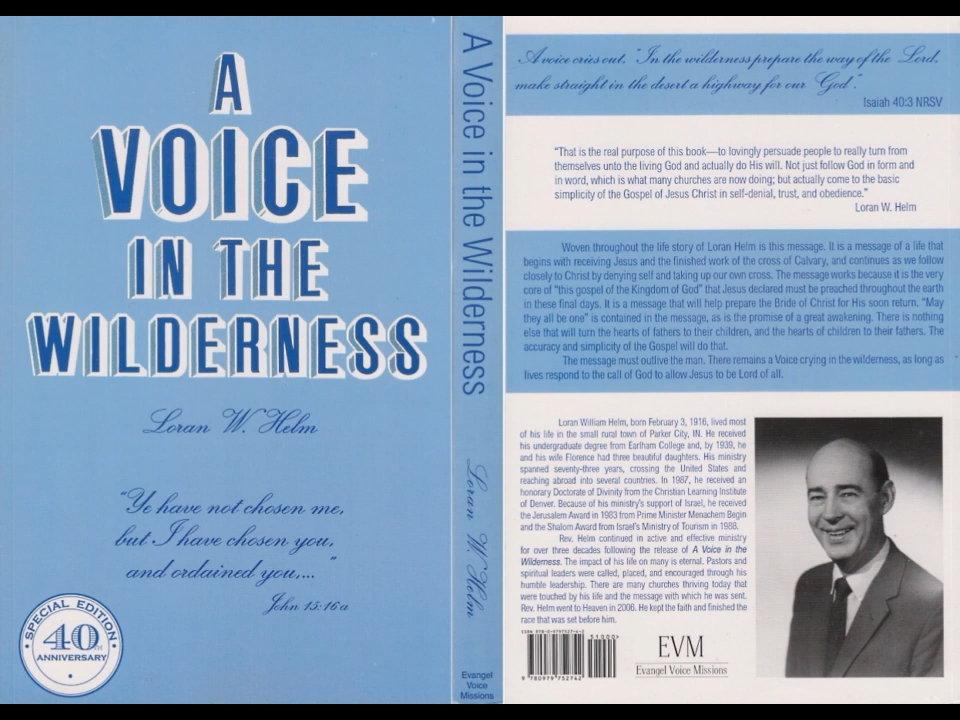 A
VOICE
IN THE
WILDERNESS
Loran W. Helm
"Ye have not chosen me,
but I have chosen you,
and ordained you,..."
John 15:16a
SPECIAL EDITION
40TH
ANNIVERSARY
A Voice in the Wilderness
Loran W. Helm
Evangel
Voice
Missions
A voice cries out, "In the wilderness prepare the way of the Lord,
make straight in the desert a highway for our God".
Isaiah 40:3 NRSV
"That is the real purpose of this book—to lovingly persuade people to really turn from
themselves unto the living God and actually do His will. Not just follow God in form and
in word, which is what many churches are now doing; but actually come to the basic
simplicity of the Gospel of Jesus Christ in self-denial, trust, and obedience."
Loran W. Helm
Woven throughout the life story of Loran Helm is this message. It is a message of a life that
begins with receiving Jesus and the finished work of the cross of Calvary, and continues as we follow
closely to Christ by denying self and taking up our own cross. The message works because it is the very
core of "this gospel of the Kingdom of God" that Jesus declared must be preached throughout the earth
in these final days. It is a message that will help prepare the Bride of Christ for His soon return. "May
they all be one" is contained in the message, as is the promise of a great awakening. There is nothing
else that will turn the hearts of fathers to their children, and the hearts of children to their fathers. The
accuracy and simplicity of the Gospel will do that.
The message must outlive the man. There remains a Voice crying in the wilderness, as long as
lives respond to the call of God to allow Jesus to be Lord of all.
Loran William Helm, born February 3, 1916, lived most
of his life in the small rural town of Parker City, IN. He received
his undergraduate degree from Earlham College and, by 1939, he
and his wife Florence had three beautiful daughters. His ministry
spanned seventy-three years, crossing the United States and
reaching abroad into several countries. In 1987, he received an
honorary Doctorate of Divinity from the Christian Learning Institute
of Denver. Because of his ministry's support of Israel, he received
the Jerusalem Award in 1983 from Prime Minister Menachem Begin
and the Shalom Award from Israel's Ministry of Tourism in 1988.
Rev. Helm continued in active and effective ministry
for over three decades following the release of A Voice in the
Wilderness. The impact of his life on many is eternal. Pastors and
spiritual leaders were called, placed, and encouraged through his
humble leadership. There are many churches thriving today that
were touched by his life and the message with which he was sent.
Rev. Helm went to Heaven in 2006. He kept the faith and finished the
race that was set before him.
ISBN 978-0-9797527-4-2
51000>
9 780979 752742
EVM
Evangel Voice Missions